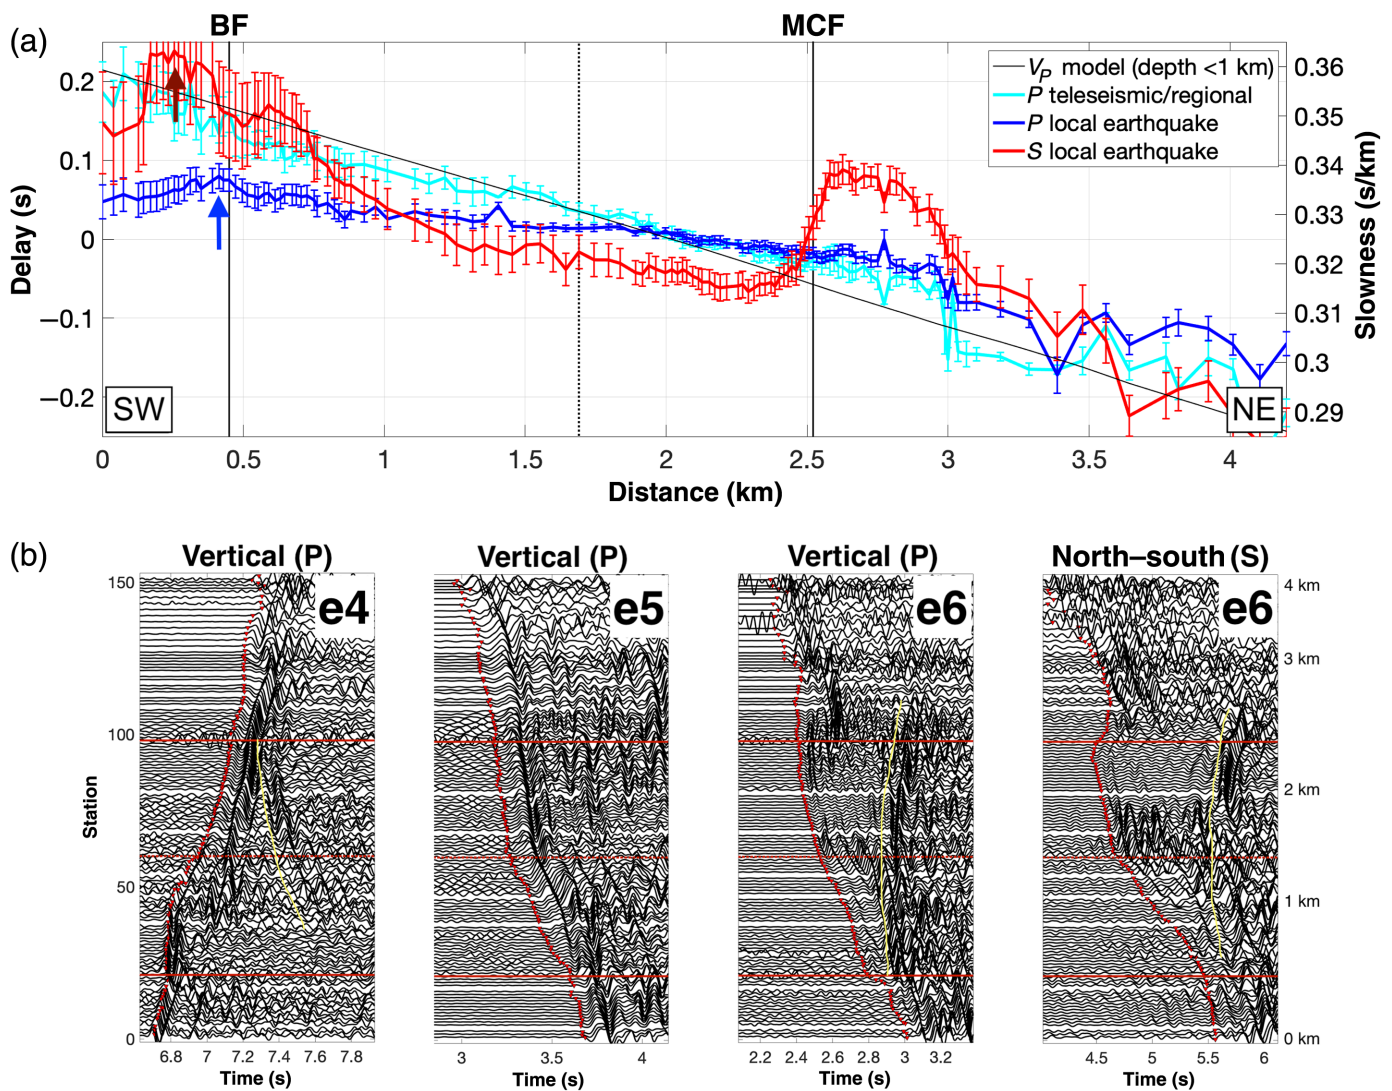 (a)
BF
MCF
V_P model (depth <1 km)
P teleseismic/regional
P local earthquake
S local earthquake
Delay (s)
0.2
0.1
0
−0.1
−0.2
0.36
0.35
0.34
0.33
0.32
0.313
0.3
0.29
Slowness (s/km)
SW
NE
0
0.5
1
1.5
2
2.5
3
3.5
4
Distance (km)
(b)
Vertical (P)
Vertical (P)
Vertical (P)
North–south (S)
e4
e5
e6
e6
Station
150
100
50
0
4 km
3 km
2 km
1 km
0 km
6.8 7 7.2 7.4 7.6 7.8
3 3.5 4
2.2 2.4 2.6 2.8 3 3.2
4.5 5 5.5 6
Time (s)
Time (s)
Time (s)
Time (s)